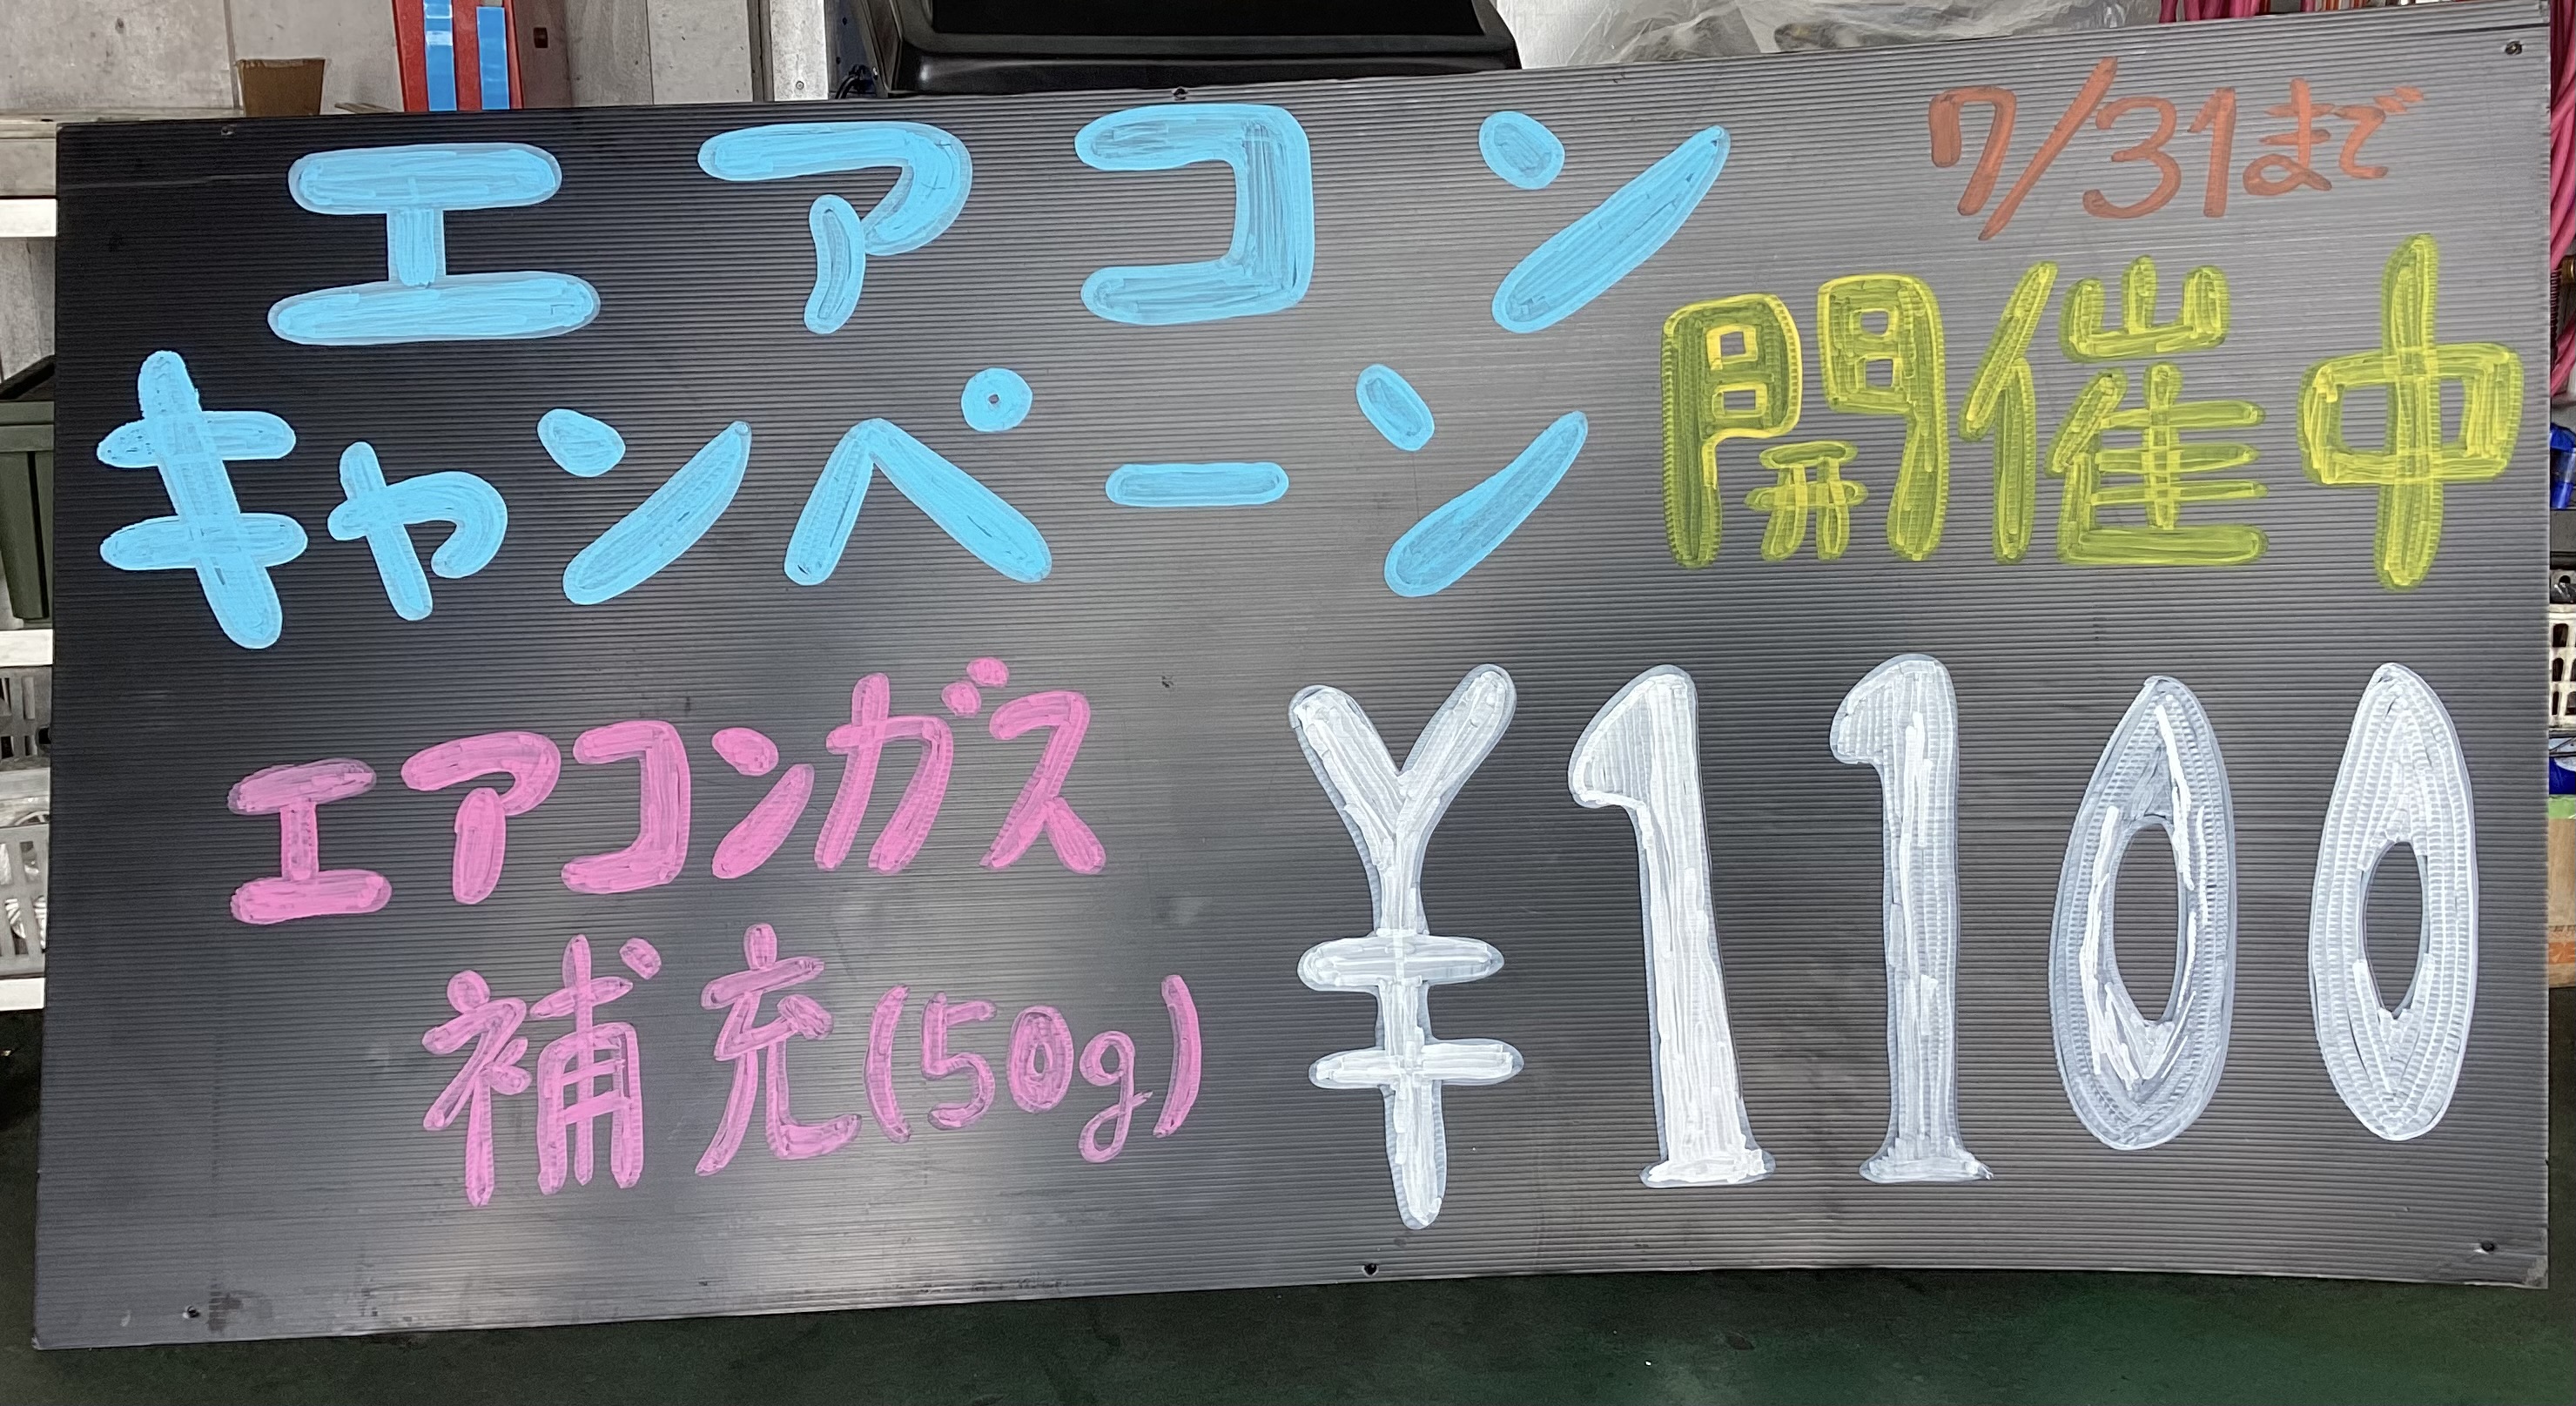 7/31まで
エアコン
キャンペーン 開催中
エアコンガス
補充(50g) ¥1100